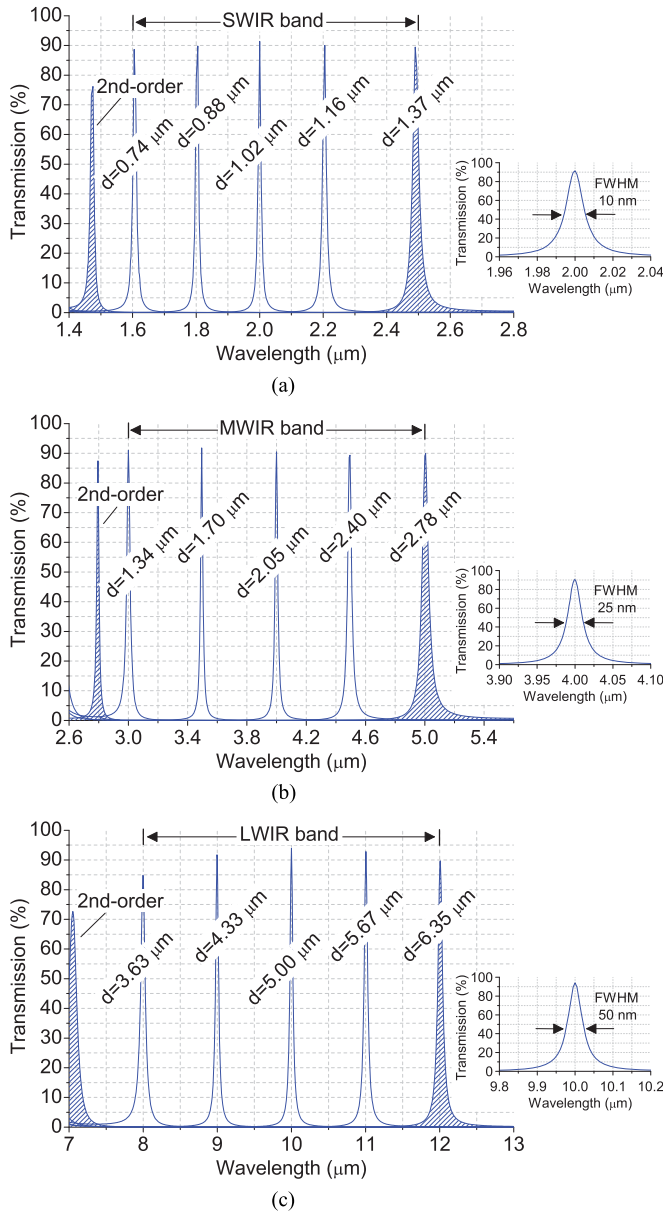 SWIR band
100
90
80
70
60
50
40
30
20
10
0
Transmission (%)
2nd-order
d=0.74 μm
d=0.88 μm
d=1.02 μm
d=1.16 μm
d=1.37 μm
1.4 1.6 1.8 2.0 2.2 2.4 2.6 2.8
Wavelength (μm)
100
80
60
40
20
0
Transmission (%)
FWHM
10 nm
1.96 1.98 2.00 2.02 2.04
Wavelength (μm)
(a)
MWIR band
100
90
80
70
60
50
40
30
20
10
0
Transmission (%)
2nd-order
d=1.34 μm
d=1.70 μm
d=2.05 μm
d=2.40 μm
d=2.78 μm
2.6 3.0 3.4 3.8 4.2 4.6 5.0 5.4
Wavelength (μm)
100
80
60
40
20
0
Transmission (%)
FWHM
25 nm
3.90 3.95 4.00 4.05 4.10
Wavelength (μm)
(b)
LWIR band
100
90
80
70
60
50
40
30
20
10
0
Transmission (%)
2nd-order
d=3.63 μm
d=4.33 μm
d=5.00 μm
d=5.67 μm
d=6.35 μm
7 8 9 10 11 12 13
Wavelength (μm)
100
80
60
40
20
0
Transmission (%)
FWHM
50 nm
9.8 9.9 10.0 10.1 10.2
Wavelength (μm)
(c)